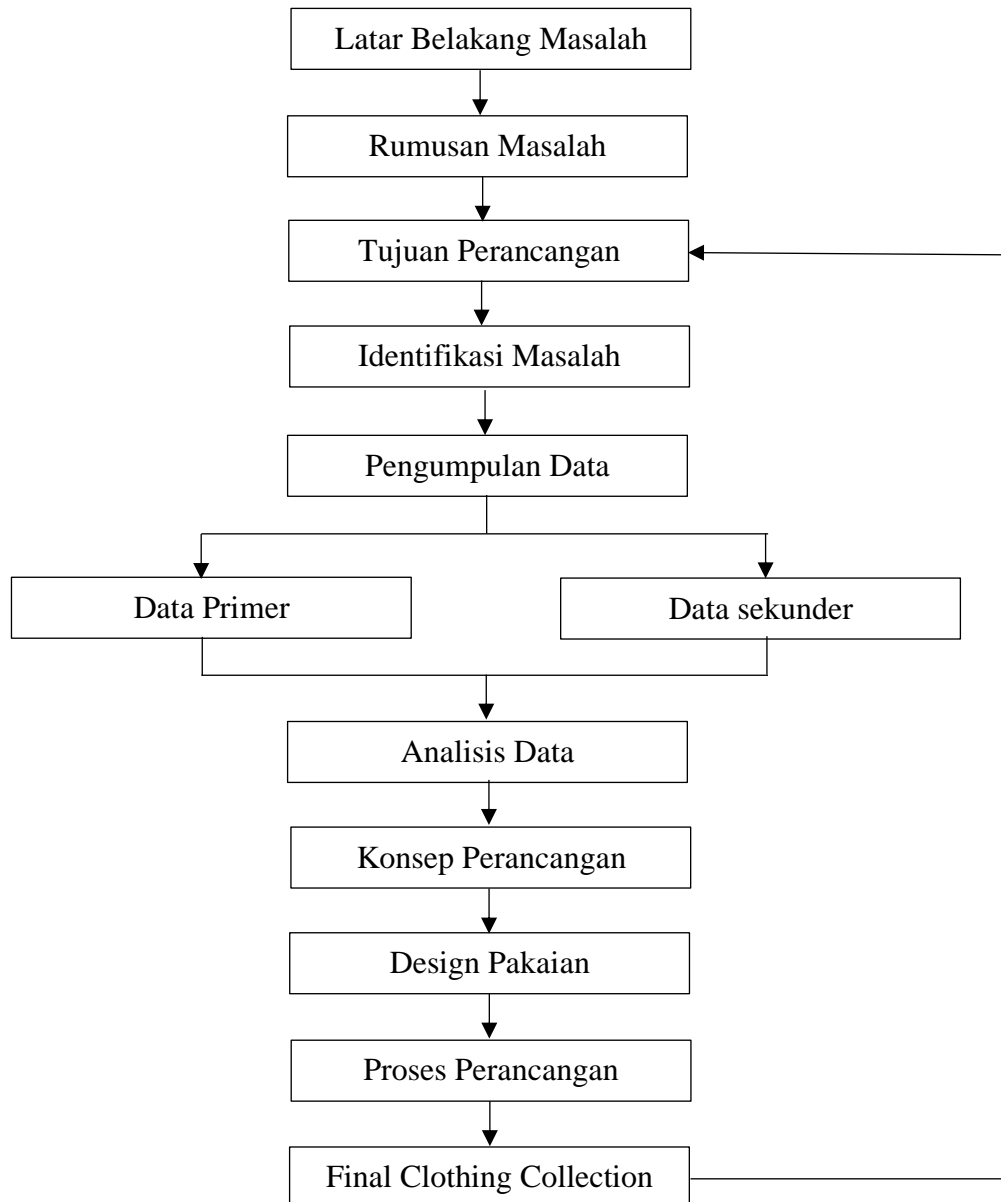 Latar Belakang Masalah
Rumusan Masalah
Tujuan Perancangan
Identifikasi Masalah
Pengumpulan Data
Data Primer
Data sekunder
Analisis Data
Konsep Perancangan
Design Pakaian
Proses Perancangan
Final Clothing Collection